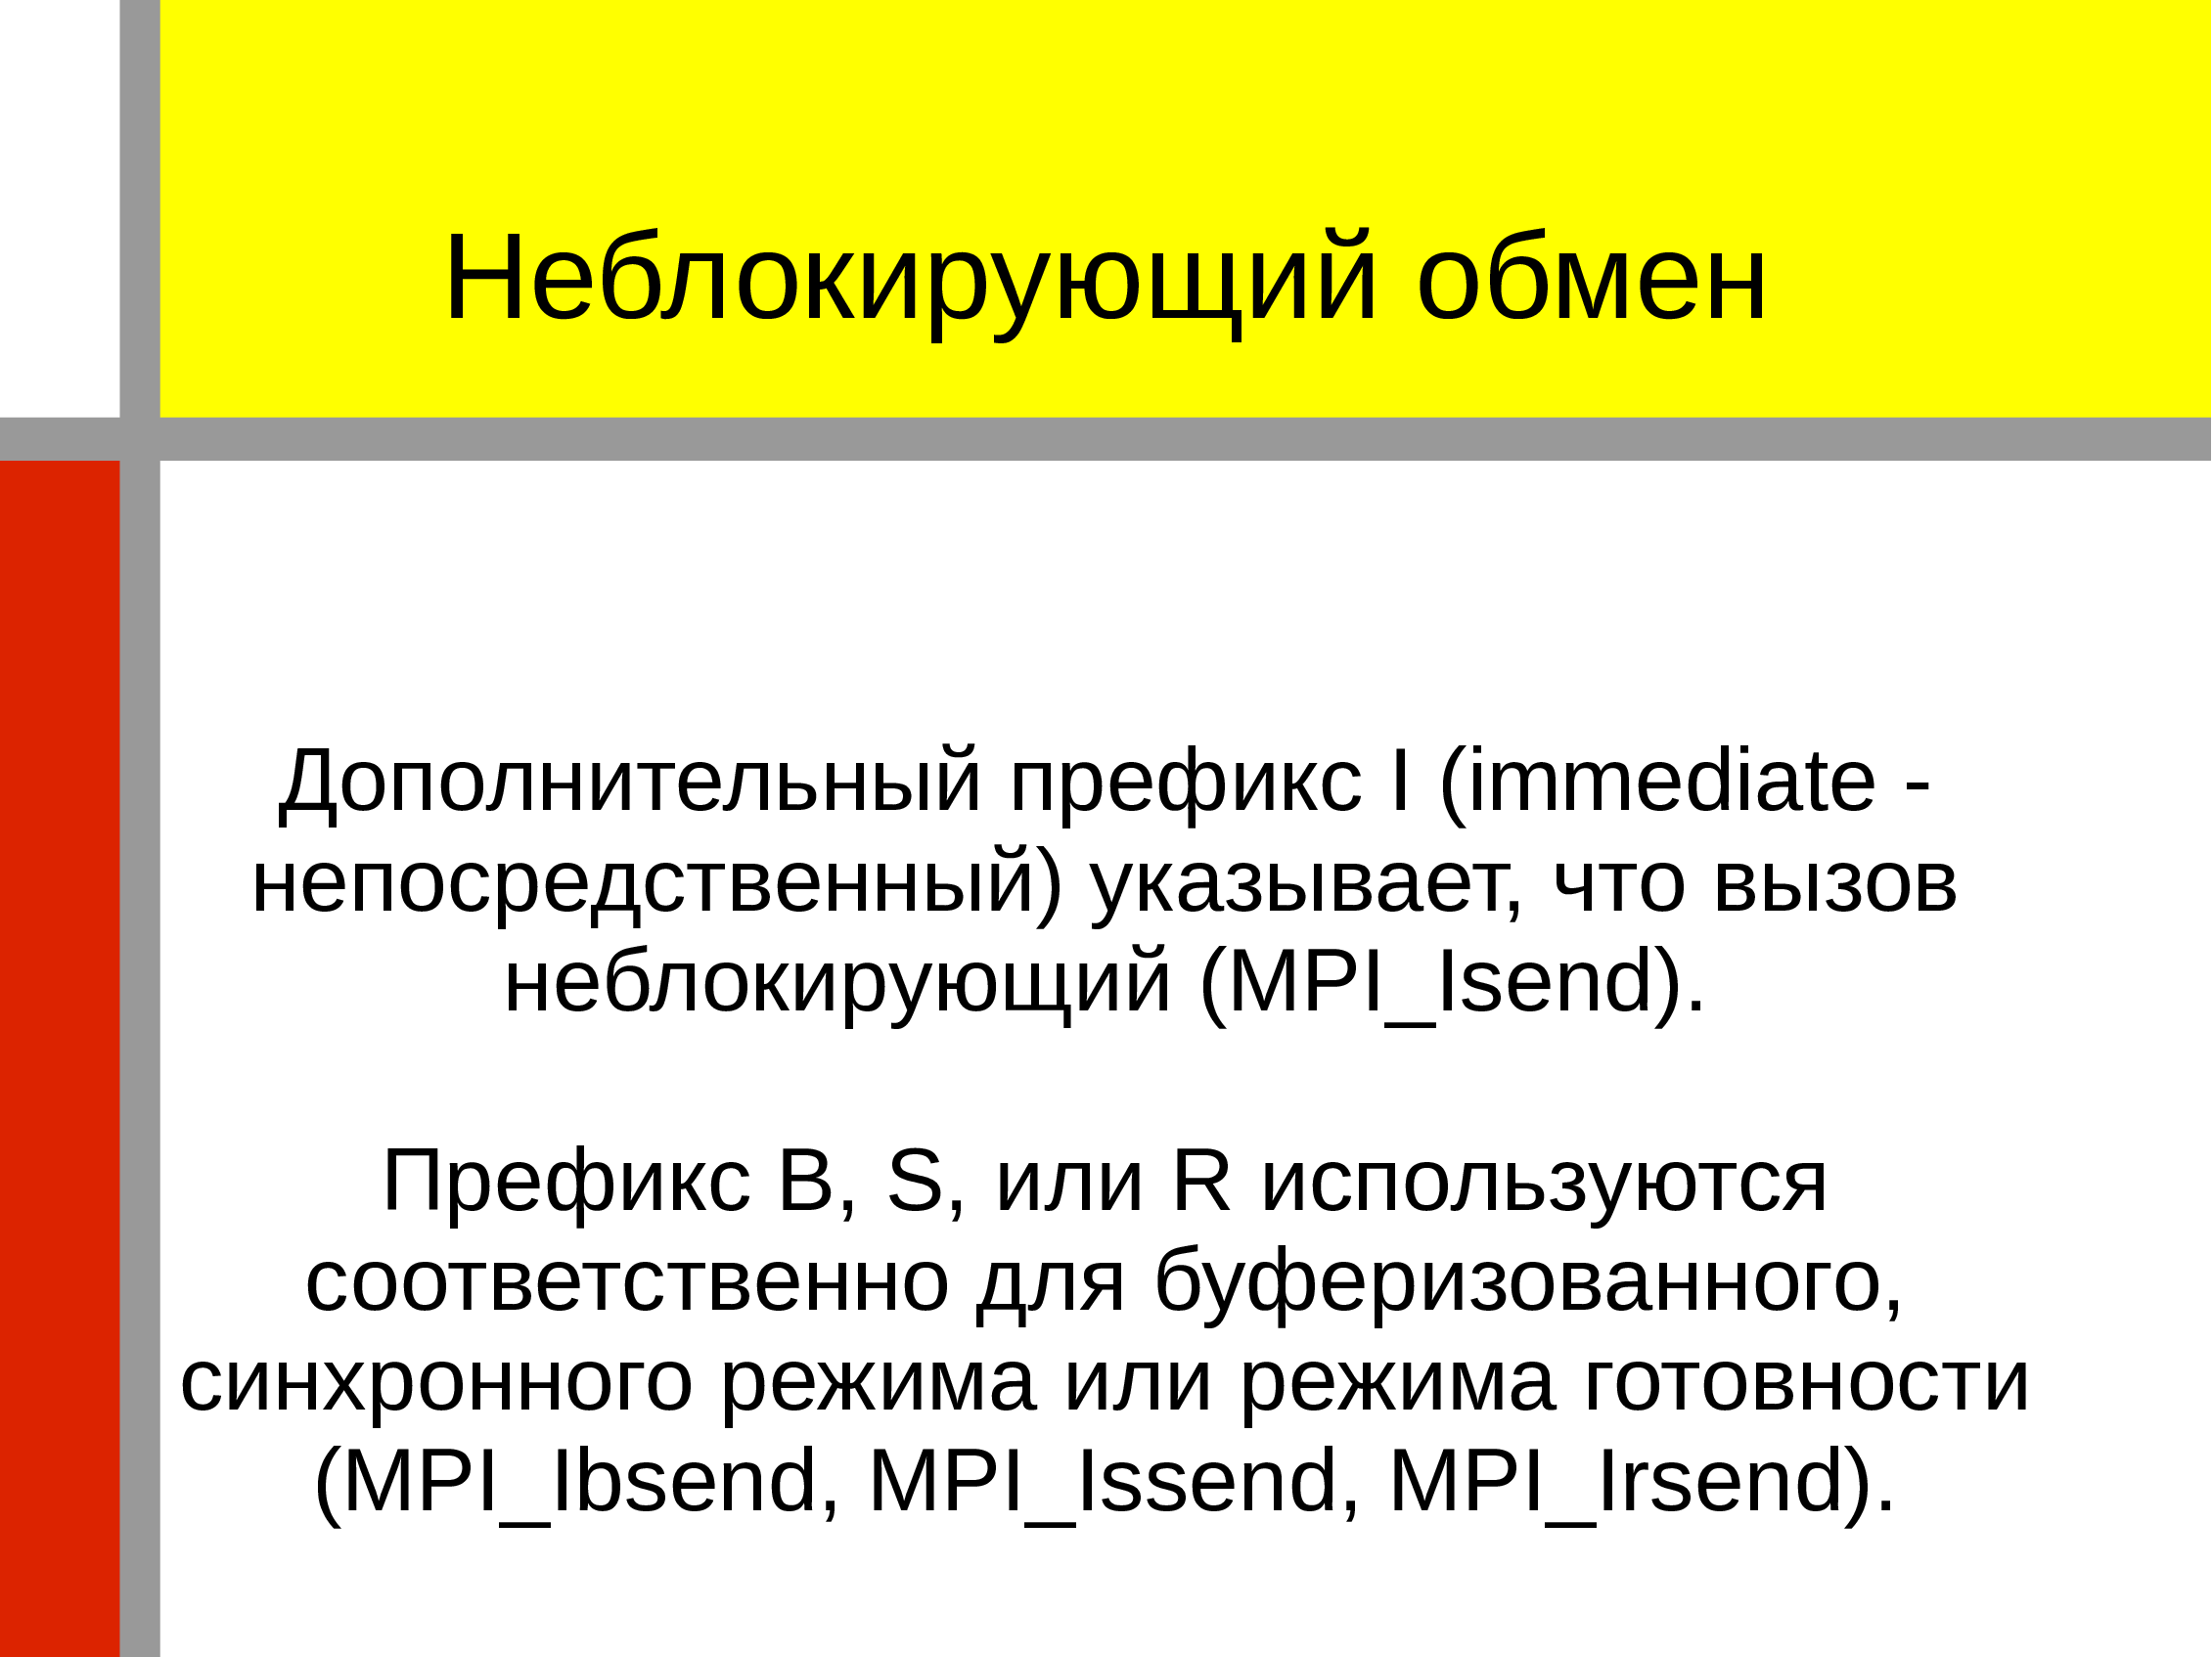 Неблокирующий обмен
Дополнительный префикс I (immediate -
непосредственный) указывает, что вызов
неблокирующий (MPI_Isend).
Префикс B, S, или R используются
соответственно для буферизованного,
синхронного режима или режима готовности
(MPI_Ibsend, MPI_Issend, MPI_Irsend).